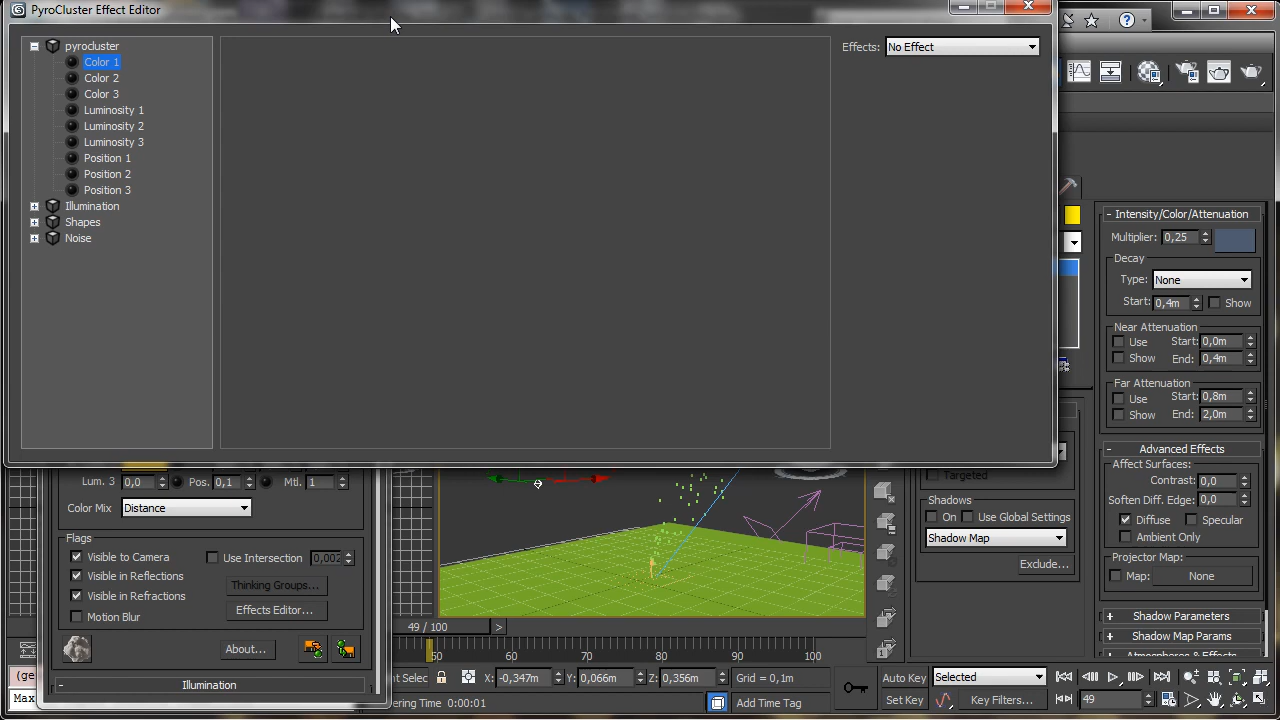 PyroCluster Effect Editor
pyrocluster
Color 1
Color 2
Color 3
Luminosity 1
Luminosity 2
Luminosity 3
Position 1
Position 2
Position 3
Illumination
Shapes
Noise
Effects: No Effect
Intensity/Color/Attenuation
Multiplier: 0,25
Decay
Type: None
Start: 0,4m Show
Near Attenuation
Use Start: 0,0m
Show End: 0,4m
Far Attenuation
Use Start: 0,8m
Show End: 2,0m
Advanced Effects
Affect Surfaces:
Contrast: 0,0
Soften Diff. Edge: 0,0
Diffuse Specular
Ambient Only
Projector Map:
Map: None
Shadow Parameters
Shadow Map Params
Atmospheres & Effects
Targeted
Shadows
On Use Global Settings
Shadow Map
Exclude...
Lum. 3 0,0 Pos. 0,1 Mtl. 1
Color Mix Distance
Flags
Visible to Camera Use Intersection 0,002
Visible in Reflections Thinking Groups...
Visible in Refractions
Effects Editor...
Motion Blur
About...
Illumination
49 / 100 >
50 60 70 80 90 100
X: -0,347m Y: 0,066m Z: 0,356m Grid = 0,1m
Add Time Tag
Auto Key Selected
Set Key Key Filters...
49